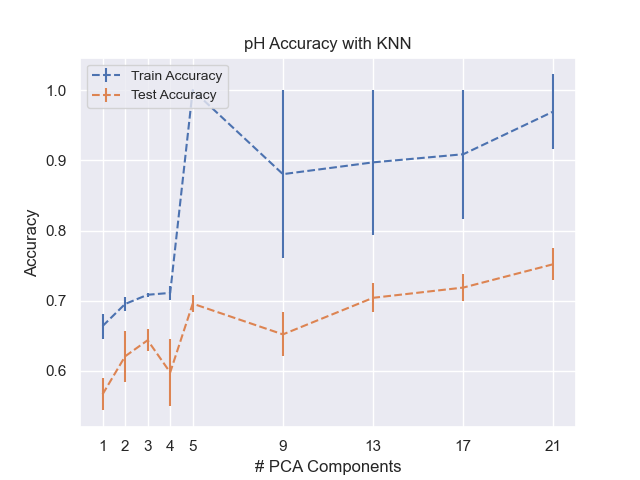 pH Accuracy with KNN
Train Accuracy
Test Accuracy
1.0
0.9
0.8
0.7
0.6
Accuracy
1 2 3 4 5 9 13 17 21
# PCA Components